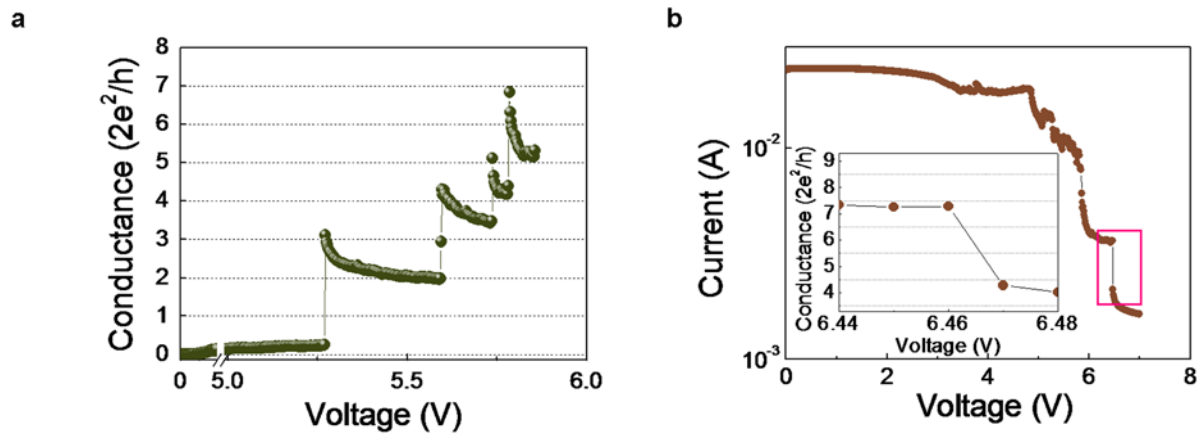 a
Conductance (2e²/h)
8
7
6
5
4
3
2
1
0
0 5.0 5.5 6.0
Voltage (V)
b
Current (A)
10⁻²
10⁻³
0 2 4 6 8
Voltage (V)
Conductance (2e²/h)
9
8
7
6
5
4
6.44 6.46 6.48
Voltage (V)